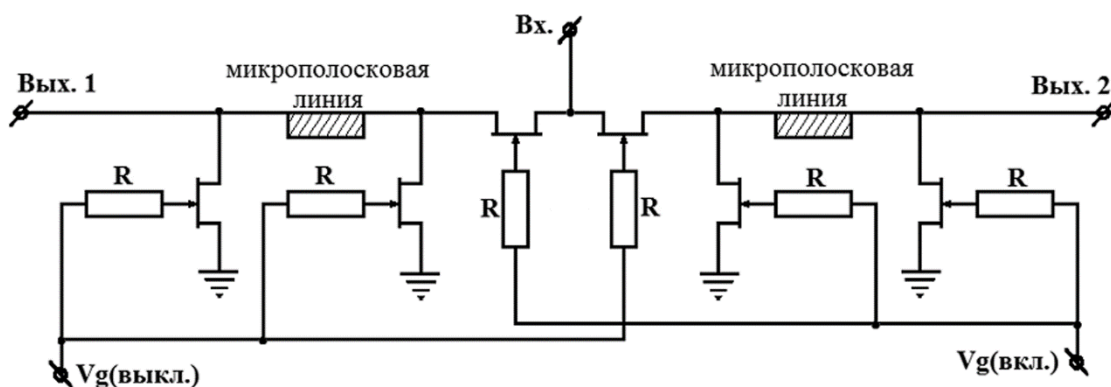 Вх.
микрополосковая
линия
микрополосковая
линия
Вых. 1
Вых. 2
R
R
R
R
R
R
Vg(выкл.)
Vg(вкл.)